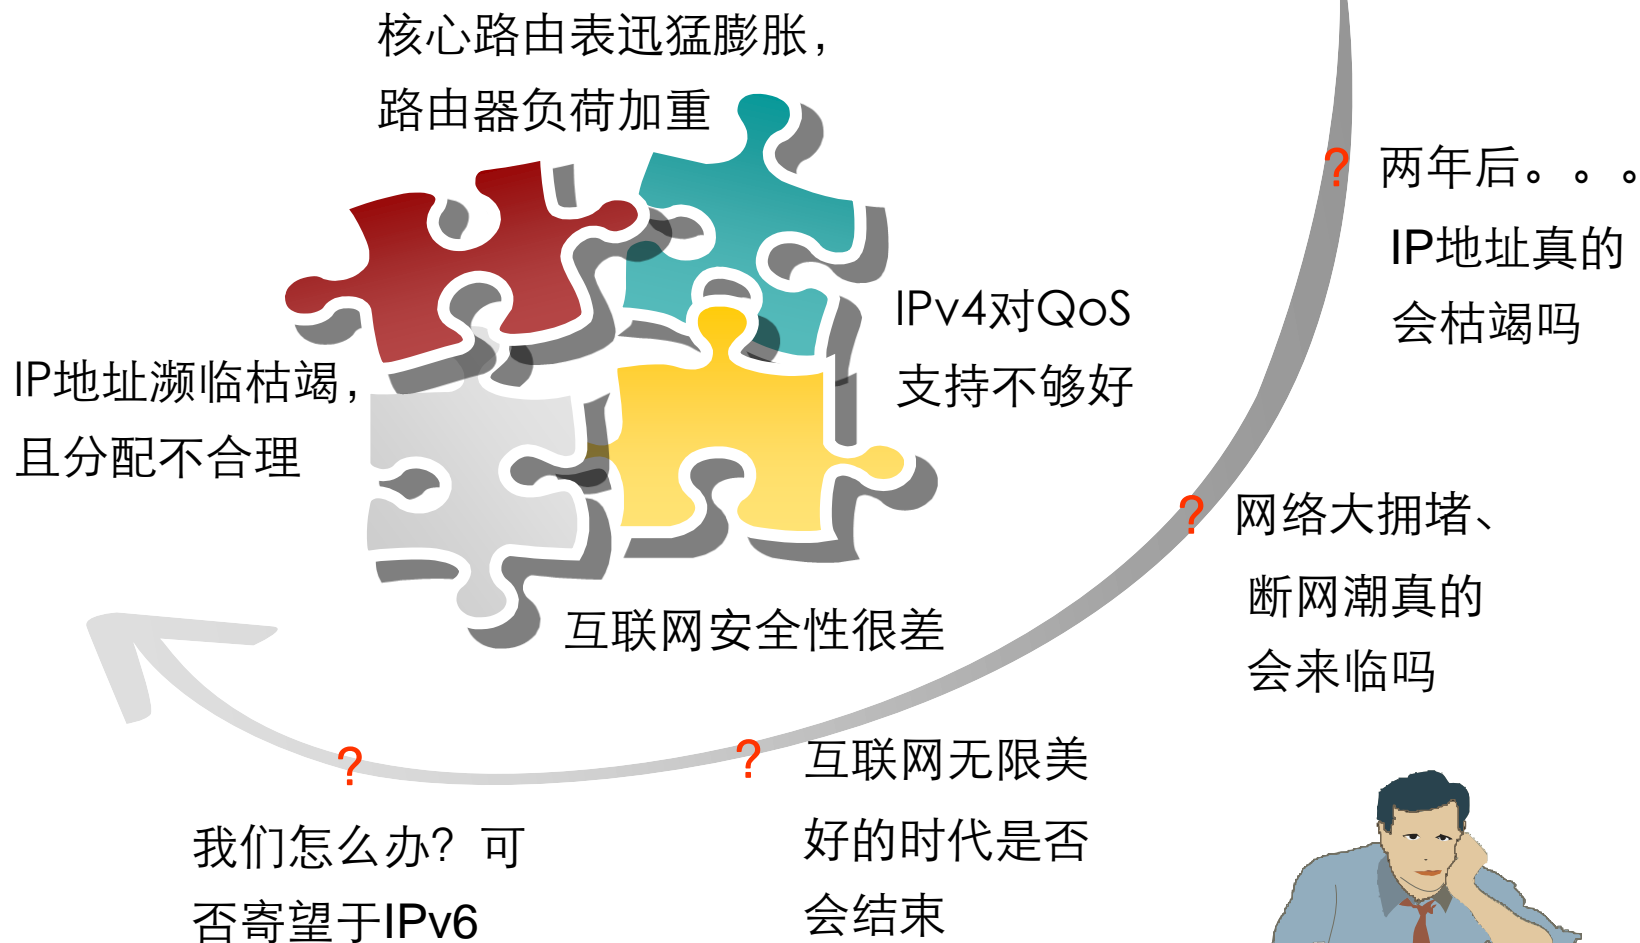 核心路由表迅猛膨胀，
路由器负荷加重
IP地址濒临枯竭，
且分配不合理
IPv4对QoS
支持不够好
互联网安全性很差
? 两年后。。。
IP地址真的
会枯竭吗
? 网络大拥堵、
断网潮真的
会来临吗
? 互联网无限美
好的时代是否
会结束
?
我们怎么办？可
否寄望于IPv6